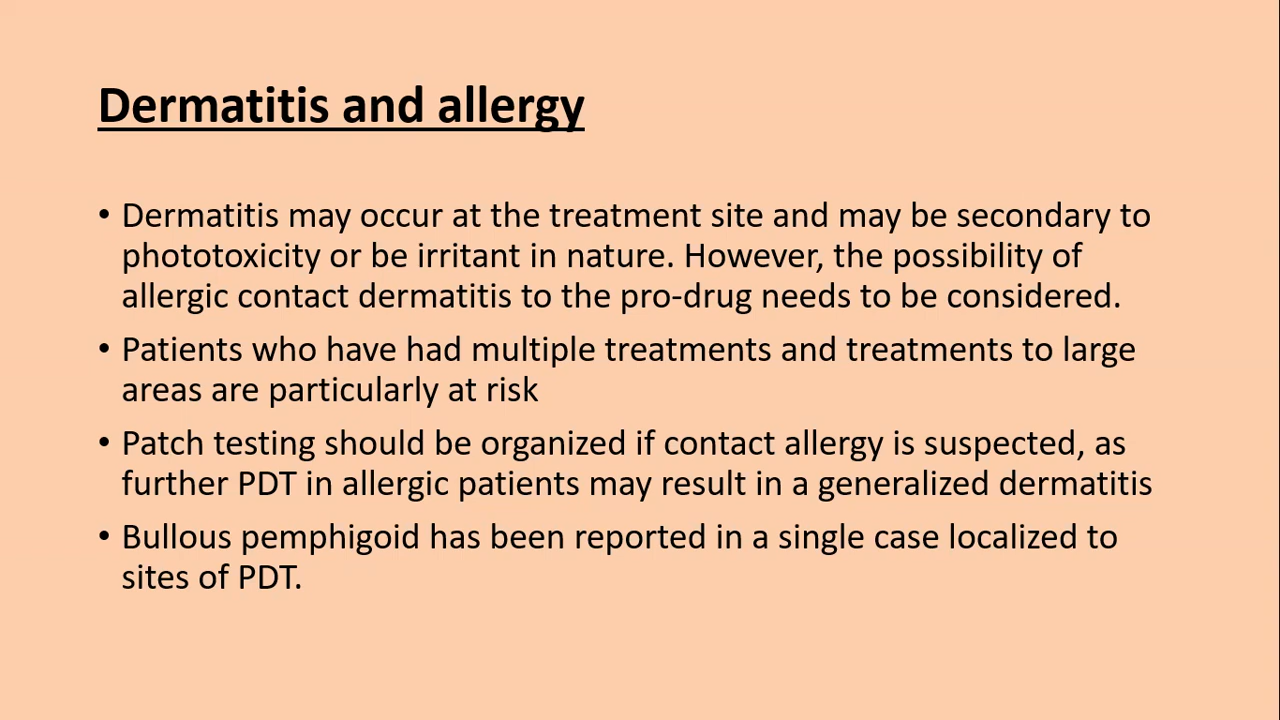 Dermatitis and allergy
• Dermatitis may occur at the treatment site and may be secondary to
phototoxicity or be irritant in nature. However, the possibility of
allergic contact dermatitis to the pro-drug needs to be considered.
• Patients who have had multiple treatments and treatments to large
areas are particularly at risk
• Patch testing should be organized if contact allergy is suspected, as
further PDT in allergic patients may result in a generalized dermatitis
• Bullous pemphigoid has been reported in a single case localized to
sites of PDT.